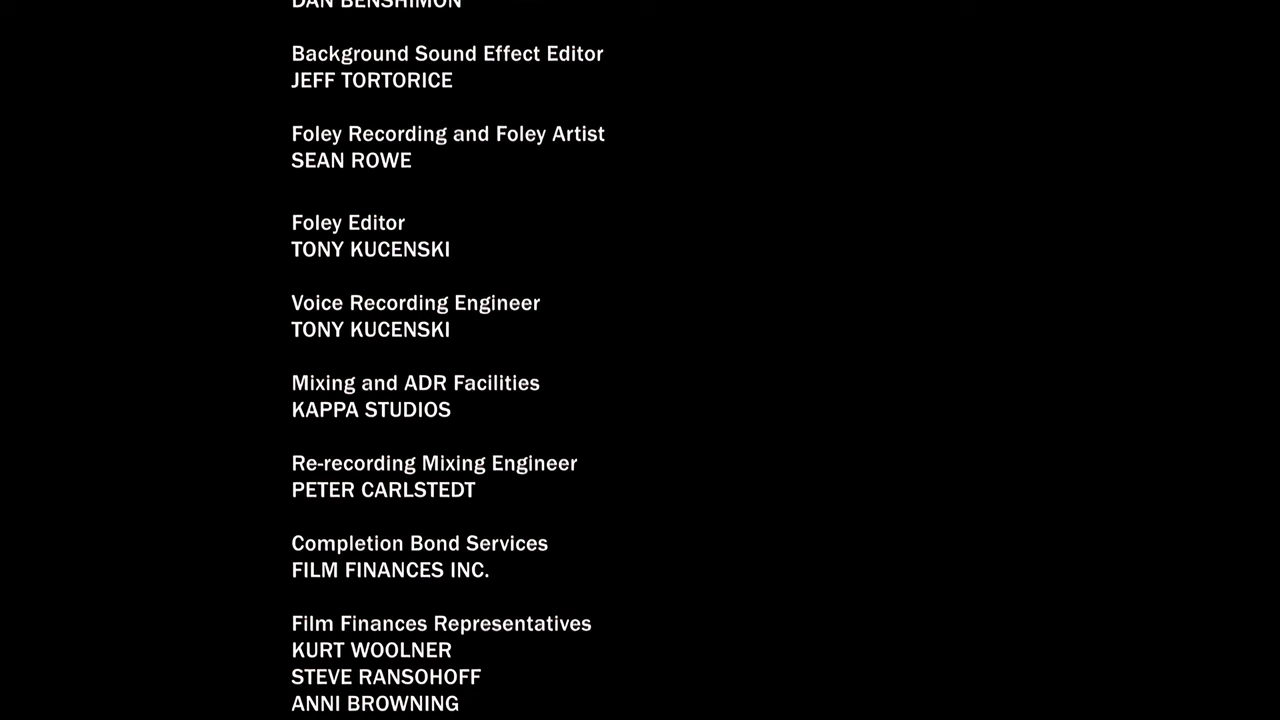 DAN BENSHIMON
Background Sound Effect Editor
JEFF TORTORICE
Foley Recording and Foley Artist
SEAN ROWE
Foley Editor
TONY KUCENSKI
Voice Recording Engineer
TONY KUCENSKI
Mixing and ADR Facilities
KAPPA STUDIOS
Re-recording Mixing Engineer
PETER CARLSTEDT
Completion Bond Services
FILM FINANCES INC.
Film Finances Representatives
KURT WOOLNER
STEVE RANSOHOFF
ANNI BROWNING